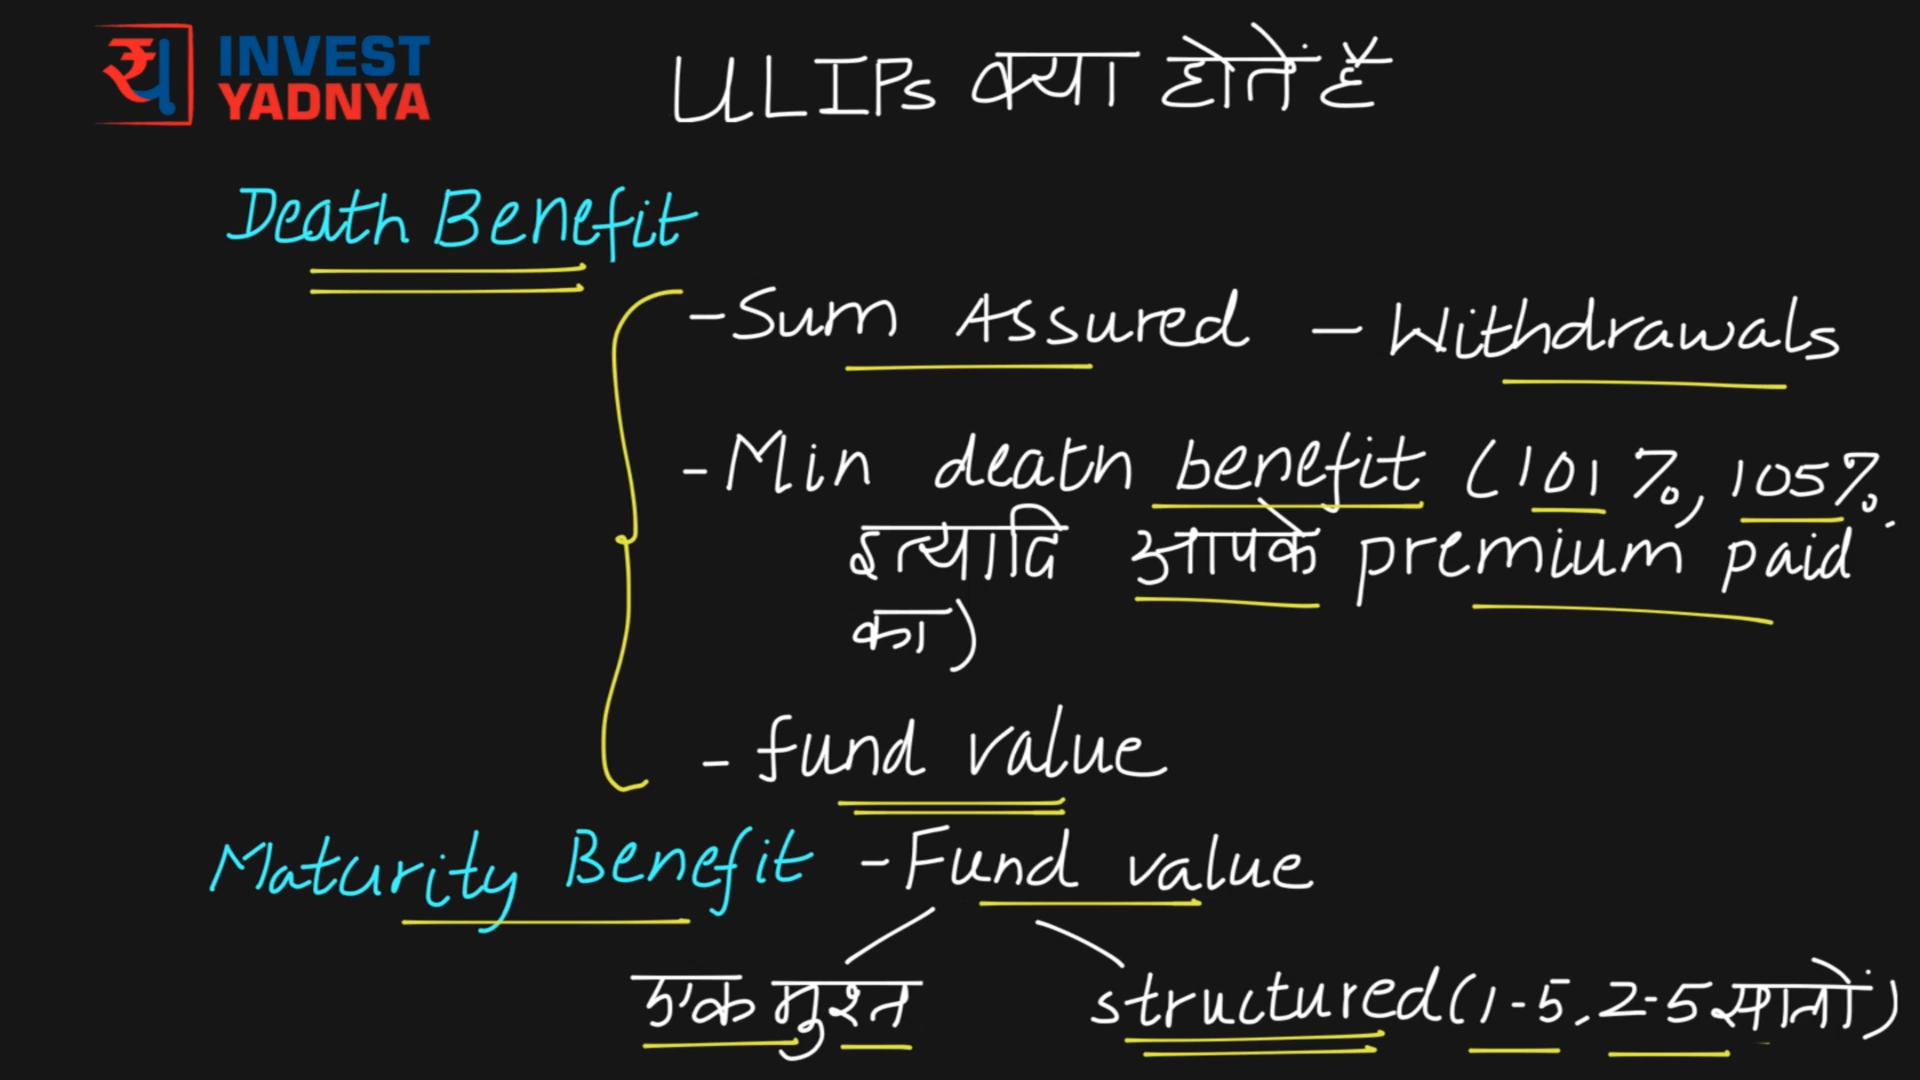 INVEST
YADNYA
ULIPs क्या होते हैं
Death Benefit
- Sum Assured - Withdrawals
- Min death benefit (101%, 105%.
इत्यादि आपके premium paid
का)
- fund value
Maturity Benefit - Fund value
एक मुश्त structured (1-5, 2-5 सालों)